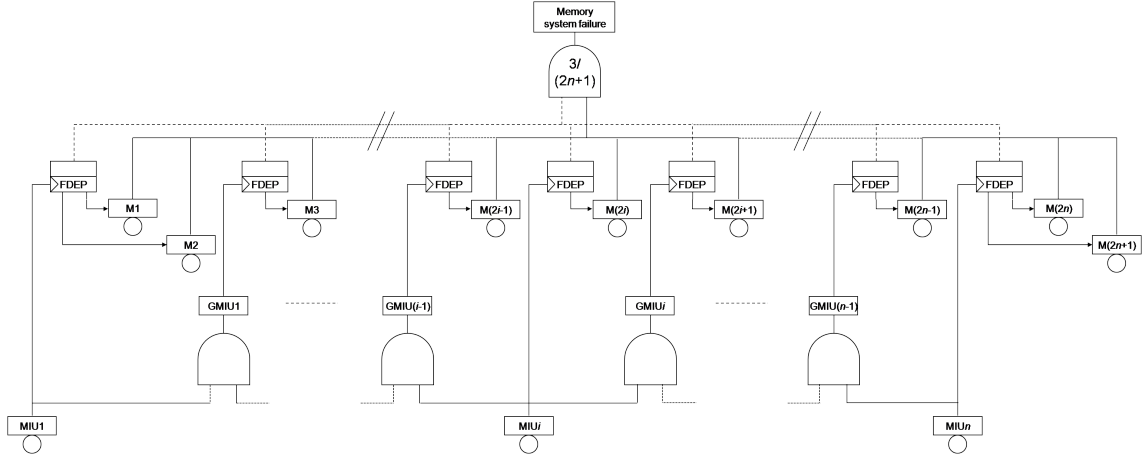 Memory
system failure
3/
(2n+1)
FDEP
FDEP
FDEP
FDEP
FDEP
FDEP
FDEP
M1
M3
M(2i-1)
M(2i)
M(2i+1)
M(2n-1)
M(2n)
M2
M(2n+1)
GMIU1
GMIU(i-1)
GMIUi
GMIU(n-1)
MIU1
MIUi
MIUn